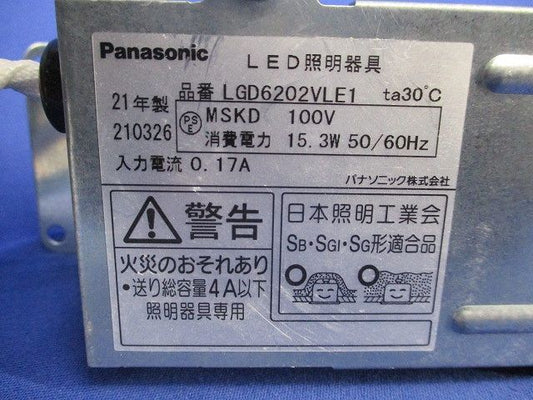 Panasonic LED照明器具
品番 LGD6202VLE1 ta30℃
21年製
210326
PSE MSKD 100V
消費電力 15.3W 50/60Hz
入力電流 0.17A
パナソニック株式会社
警告
火災のおそれあり
・送り総容量4A以下
照明器具専用
日本照明工業会
SB・SGI・SG形適合品